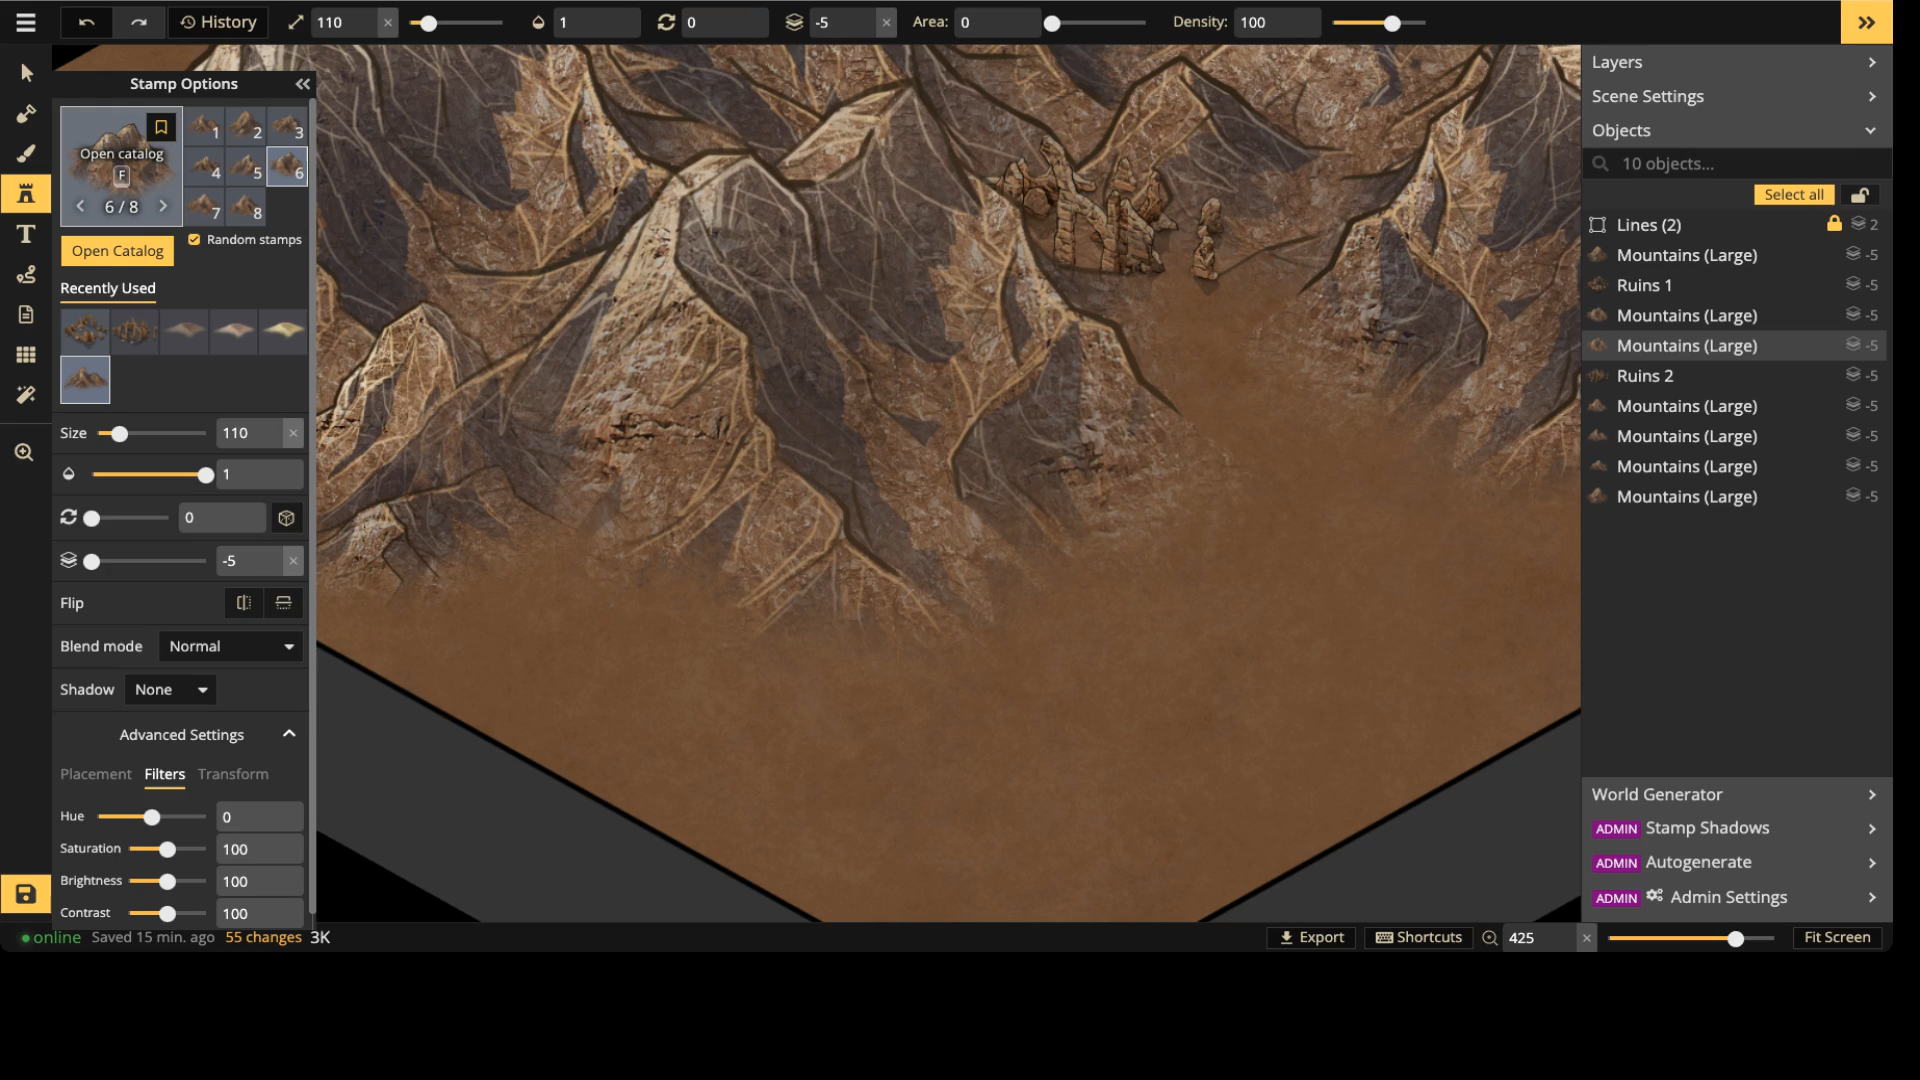 History
110
1
0
-5
Area: 0
Density: 100
Stamp Options
Open catalog
F
6 / 8
1
2
3
4
5
6
7
8
Open Catalog
Random stamps
Recently Used
Size 110
1
0
-5
Flip
Blend mode Normal
Shadow None
Advanced Settings
Placement Filters Transform
Hue 0
Saturation 100
Brightness 100
Contrast 100
online Saved 15 min. ago 55 changes 3K
Layers
Scene Settings
Objects
10 objects...
Select all
Lines (2) 2
Mountains (Large) -5
Ruins 1 -5
Mountains (Large) -5
Mountains (Large) -5
Ruins 2 -5
Mountains (Large) -5
Mountains (Large) -5
Mountains (Large) -5
Mountains (Large) -5
World Generator
ADMIN Stamp Shadows
ADMIN Autogenerate
ADMIN Admin Settings
Export
Shortcuts
425
Fit Screen